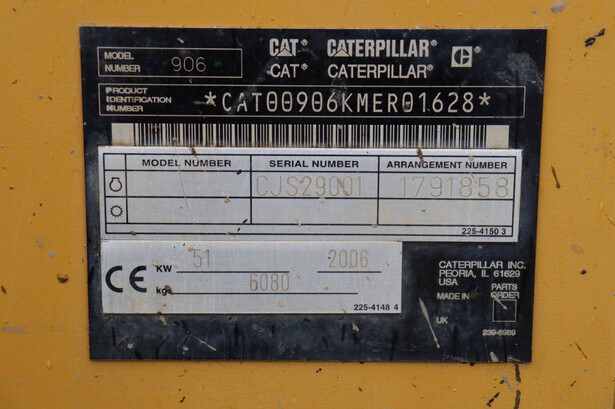 MODEL NUMBER 906
CAT CATERPILLAR C
CAT® CATERPILLAR®
PRODUCT IDENTIFICATION NUMBER *CAT00906KMER01628*
MODEL NUMBER SERIAL NUMBER ARRANGEMENT NUMBER
CJS29001 1791858
225-4150 3
CE KW 51 2006
kg 6080
225-4148 4
CATERPILLAR INC.
PEORIA, IL 61629
USA
MADE IN
PARTS ORDER
UK
239-6989